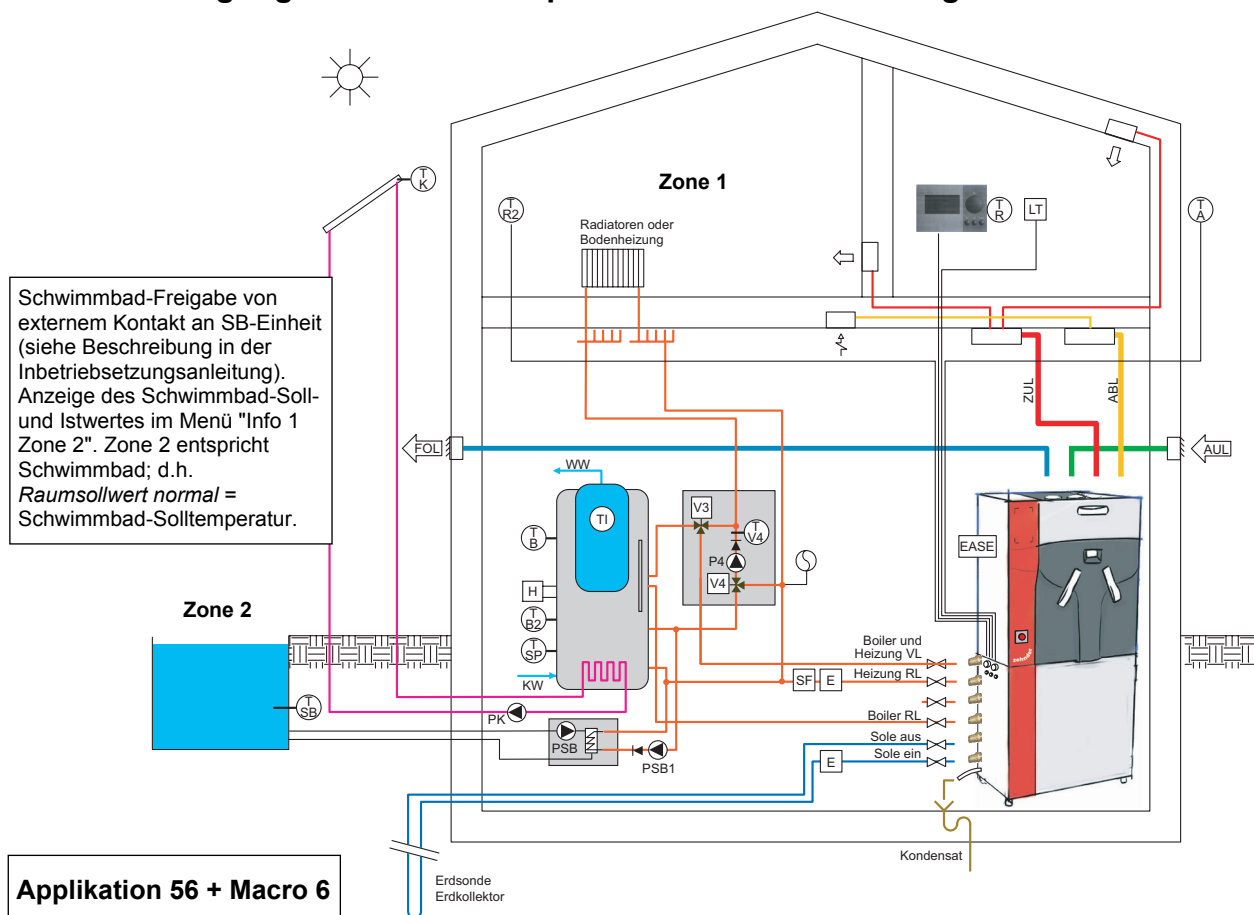 Zone 1
T
K
T
R2
T
R
LT
T
A
Radiatoren oder
Bodenheizung
Schwimmbad-Freigabe von
externem Kontakt an SB-Einheit
(siehe Beschreibung in der
Inbetriebsetzungsanleitung).
Anzeige des Schwimmbad-Soll-
und Istwertes im Menü "Info 1
Zone 2". Zone 2 entspricht
Schwimmbad; d.h.
Raumsollwert normal =
Schwimmbad-Solltemperatur.
ZUL
ABL
FOL
AUL
WW
TI
V3
T
V4
P4
V4
T
B
H
T
B2
T
SP
KW
EASE
Zone 2
T
SB
PK
PSB
PSB1
Boiler und
Heizung VL
Heizung RL
SF
E
Boiler RL
Sole aus
Sole ein
E
Kondensat
Erdsonde
Erdkollektor
Applikation 56 + Macro 6